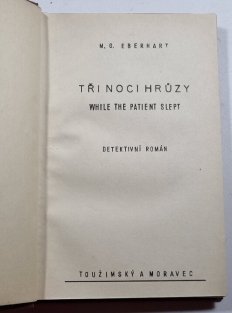 M. G. EBERHART
TŘI NOCI HRŮZY
WHILE THE PATIENT SLEPT
DETEKTIVNÍ ROMÁN
TOUŽIMSKÝ A MORAVEC